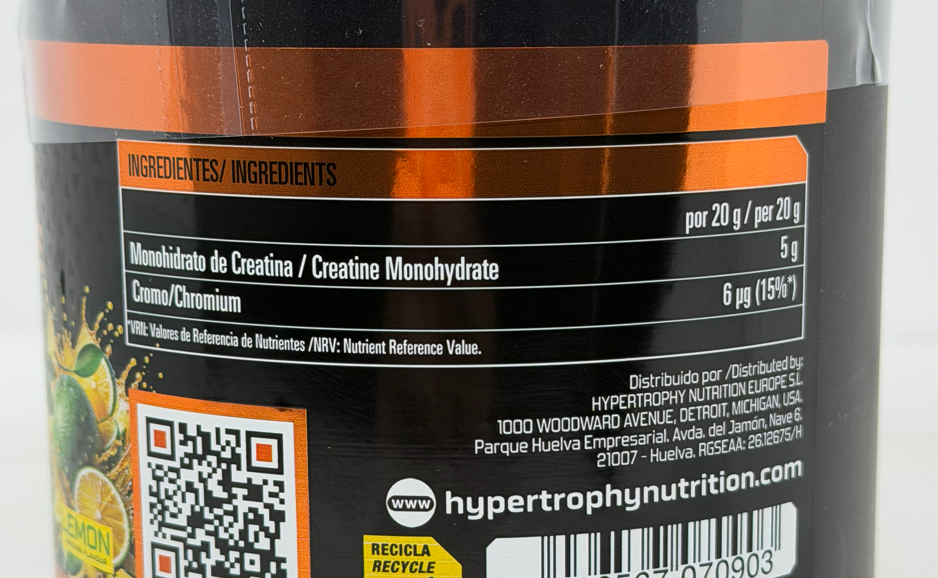 INGREDIENTES/ INGREDIENTS
por 20 g / per 20 g
Monohidrato de Creatina / Creatine Monohydrate 5 g
Cromo/Chromium 6 µg (15%*)
*VRN: Valores de Referencia de Nutrientes /NRV: Nutrient Reference Value.
Distribuido por /Distributed by:
HYPERTROPHY NUTRITION EUROPE S.L.
1000 WOODWARD AVENUE, DETROIT, MICHIGAN, USA.
Parque Huelva Empresarial. Avda. del Jamón, Nave 6.
21007 - Huelva. RGSEAA: 26.12675/H
www hypertrophynutrition.com
LEMON
RECICLA
RECYCLE
070903